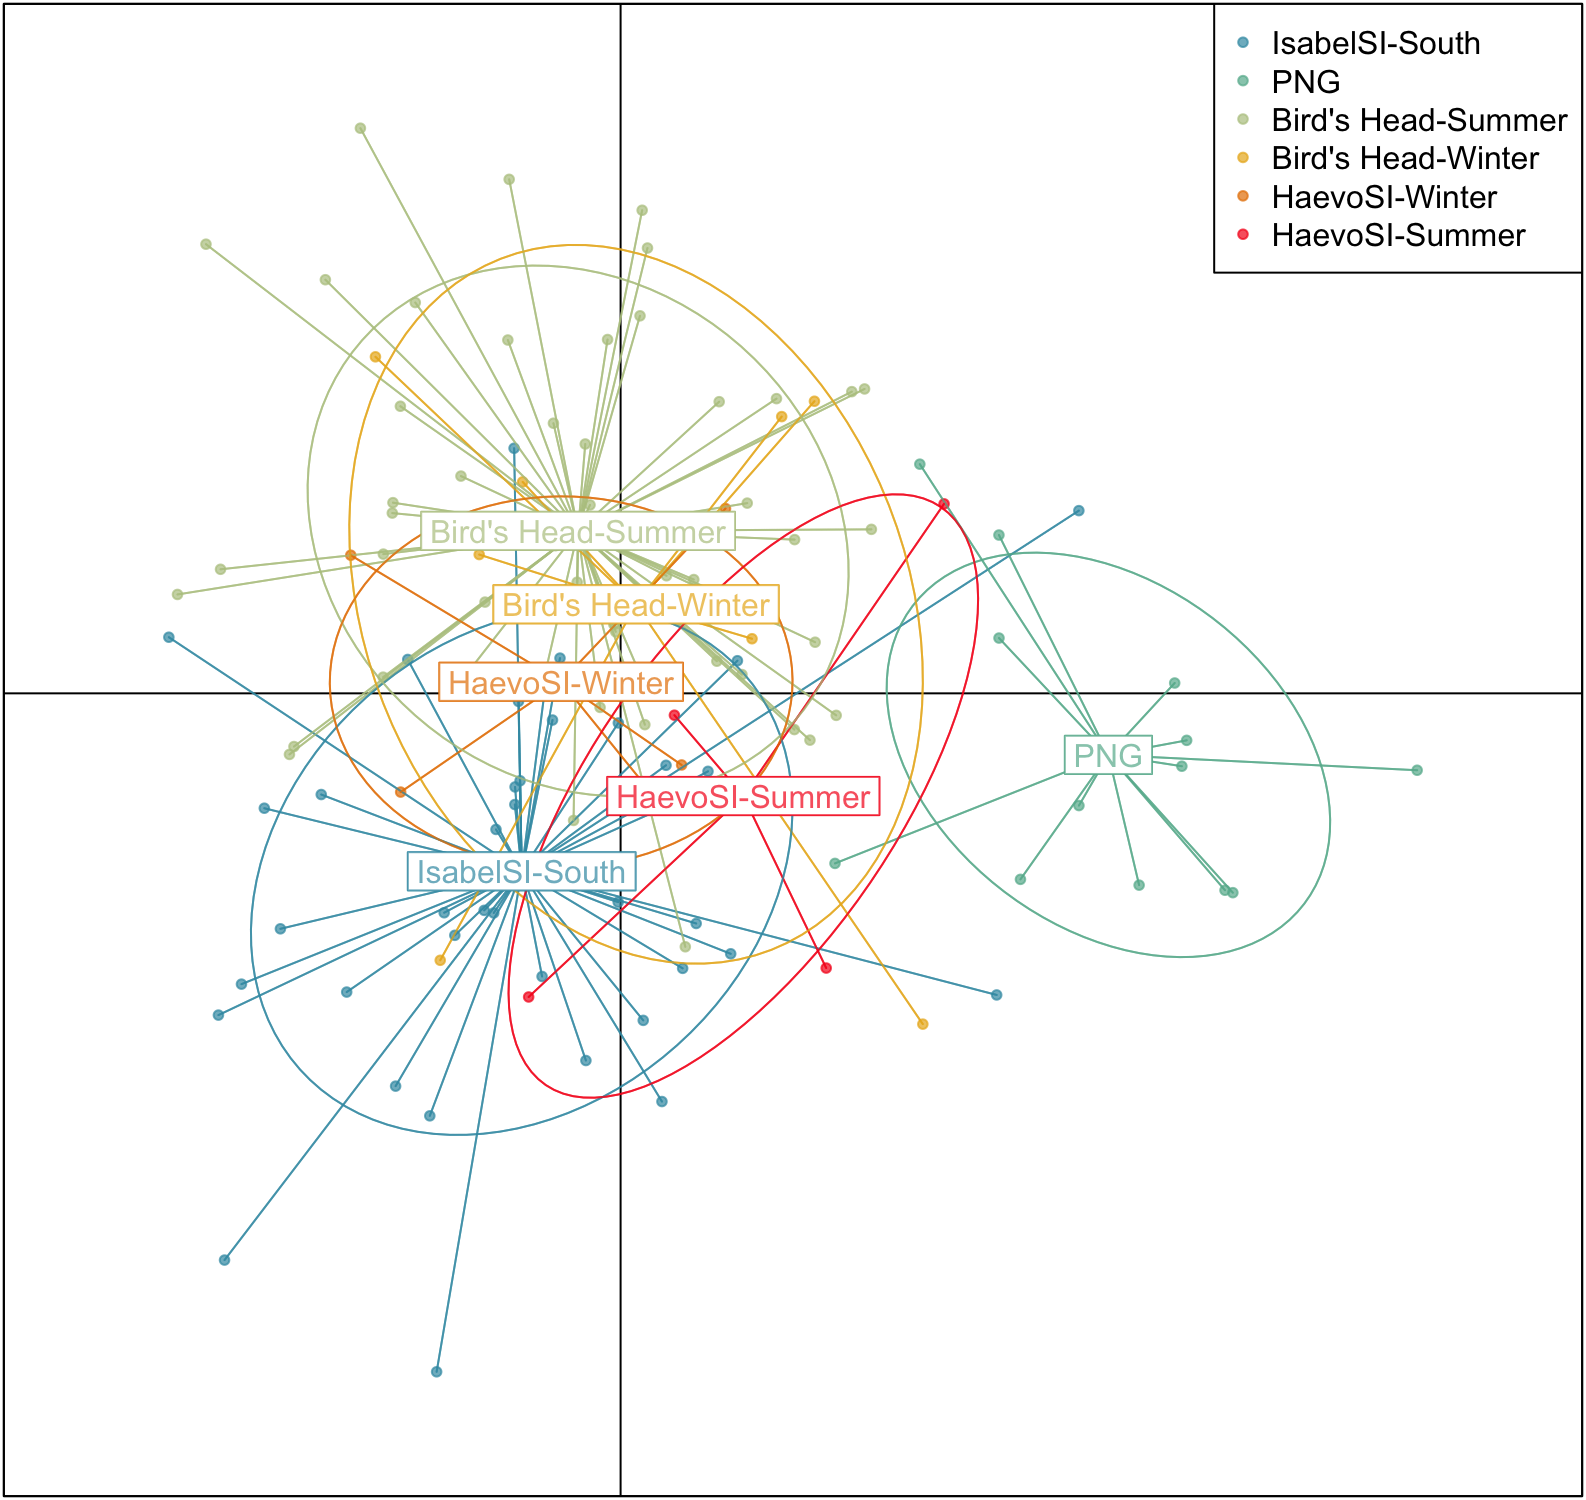 IsabelSI-South
PNG
Bird's Head-Summer
Bird's Head-Winter
HaevoSI-Winter
HaevoSI-Summer
Bird's Head-Summer
Bird's Head-Winter
HaevoSI-Winter
PNG
HaevoSI-Summer
IsabelSI-South